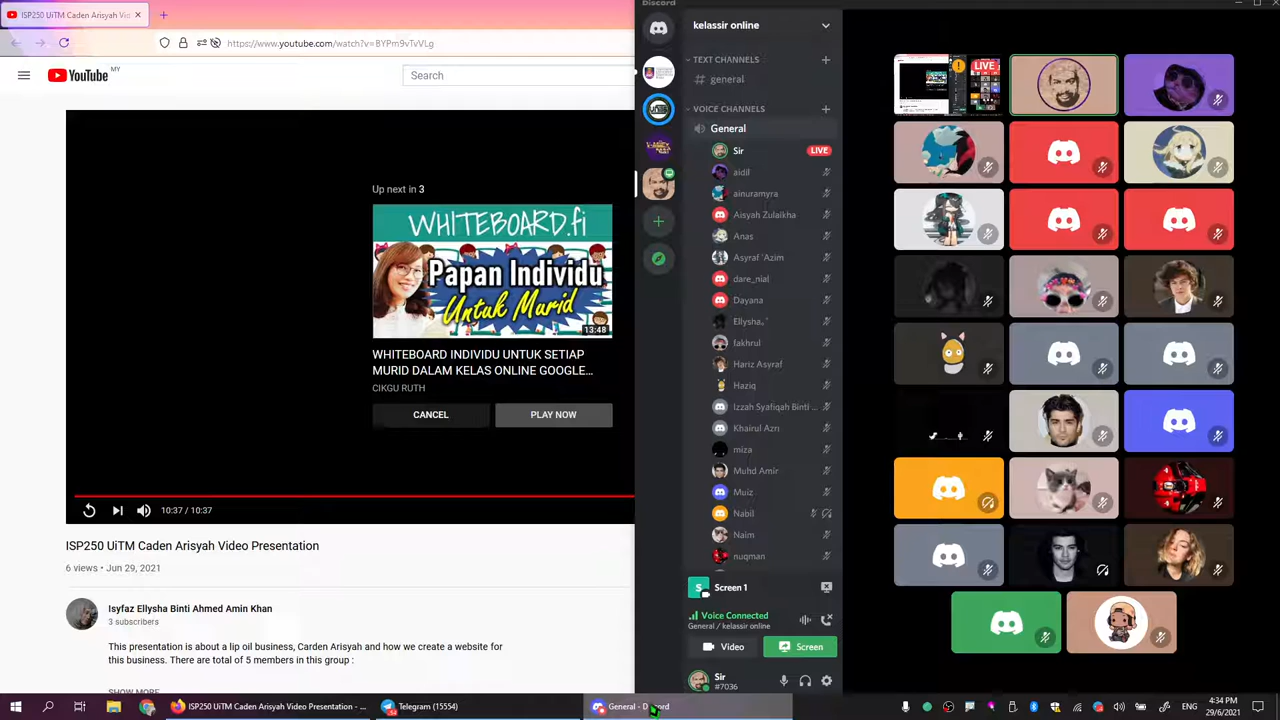 ISP250 UiTM Caden Arisyah Vid
https://www.youtube.com/watch?v=BYPm9vTvVLg
YouTube MY
Search
Up next in 3
WHITEBOARD.fi
Papan Individu
Untuk Murid
13:48
WHITEBOARD INDIVIDU UNTUK SETIAP
MURID DALAM KELAS ONLINE GOOGLE...
CIKGU RUTH
CANCEL
PLAY NOW
10:37 / 10:37
ISP250 UiTM Caden Arisyah Video Presentation
6 views • Jun 29, 2021
Isyfaz Ellysha Binti Ahmed Amin Khan
3 subscribers
This presentation is about a lip oil business, Carden Arisyah and how we create a website for
this business. There are total of 5 members in this group :
SHOW MORE
Discord
kelassir online
TEXT CHANNELS
general
VOICE CHANNELS
General
Sir
LIVE
aidil
ainuramyra
Aisyah Zulaikha
Anas
Asyraf 'Azim
dare_nial
Dayana
Ellysha
fakhrul
Hariz Asyraf
Haziq
Izzah Syafiqah Binti ...
Khairul Azri
miza
Muhd Amir
Muiz
Nabil
Naim
nuqman
Screen 1
Voice Connected
General / kelassir online
Video
Screen
Sir
#7036
LIVE
ISP250 UiTM Caden Arisyah Video Presentation - ...
Telegram (15554)
General - Discord
4:34 PM
29/6/2021